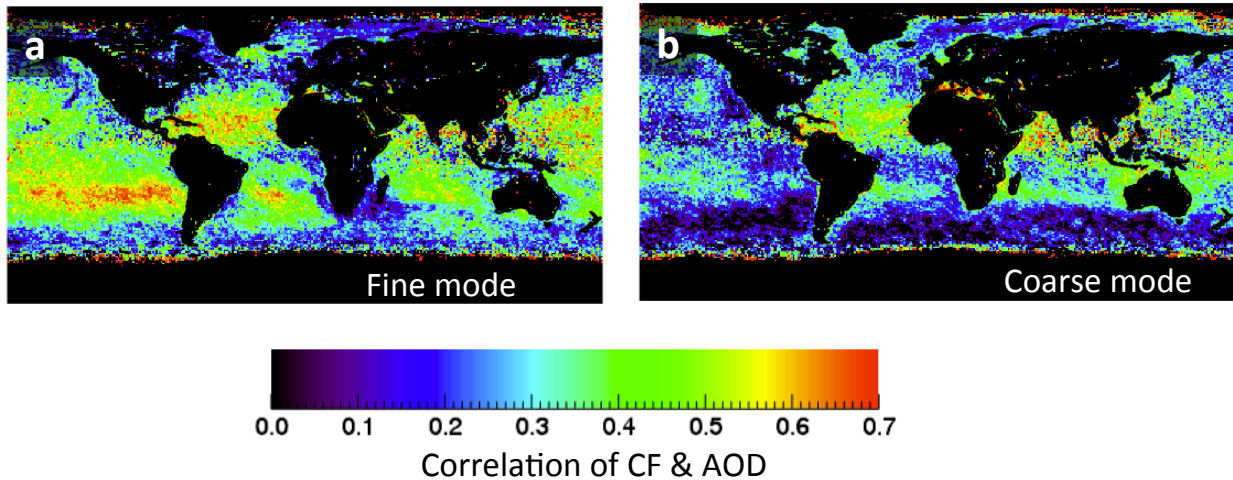 a
b
Fine mode
Coarse mode
0.0 0.1 0.2 0.3 0.4 0.5 0.6 0.7
Correlation of CF & AOD